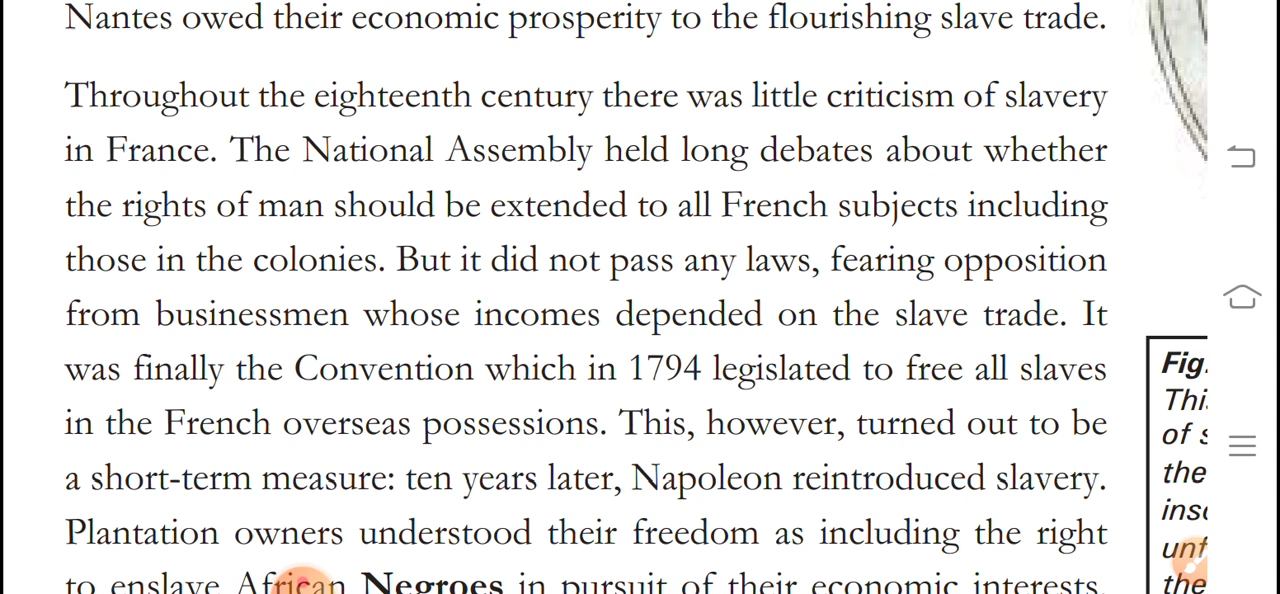 Nantes owed their economic prosperity to the flourishing slave trade.
Throughout the eighteenth century there was little criticism of slavery
in France. The National Assembly held long debates about whether
the rights of man should be extended to all French subjects including
those in the colonies. But it did not pass any laws, fearing opposition
from businessmen whose incomes depended on the slave trade. It
was finally the Convention which in 1794 legislated to free all slaves
in the French overseas possessions. This, however, turned out to be
a short-term measure: ten years later, Napoleon reintroduced slavery.
Plantation owners understood their freedom as including the right
to enslave African Negroes in pursuit of their economic interests.
Fig.
of
the
the